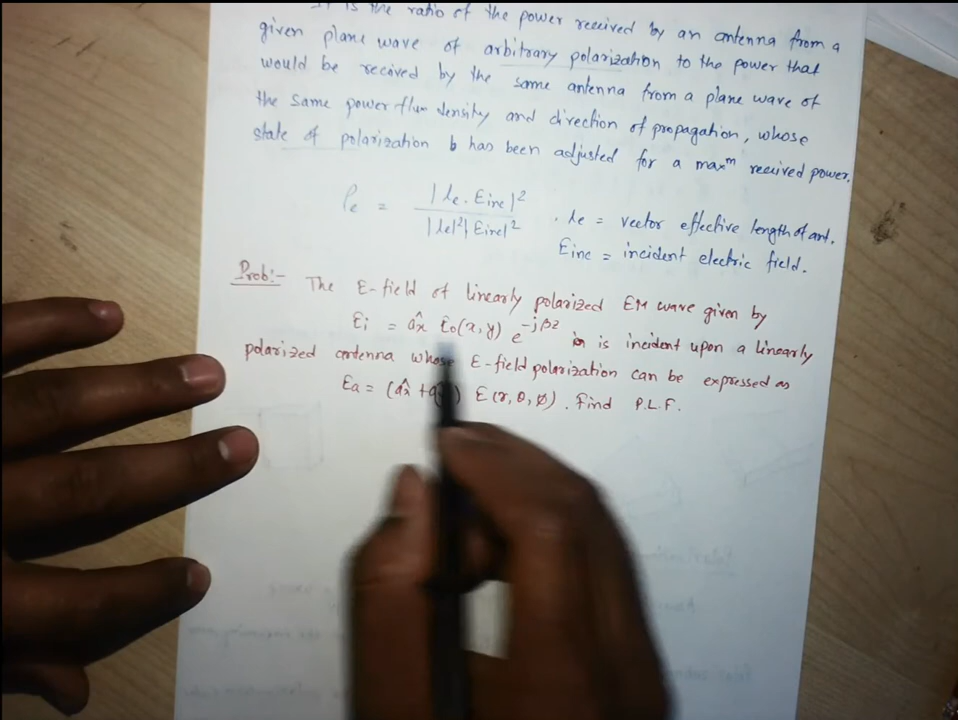 It is the ratio of the power received by an antenna from a
given plane wave of arbitrary polarization to the power that
would be recived by the same antenna from a plane wave of
the same power flux density and direction of propagation, whose
state of polarization b has been adjusted for a maxᵐ received power.
Pe = |le . Einc|² / |le|²|Einc|² . le = vector effective length of ant.
Einc = incident electric field.
Prob:- The E-field of linearly polarized EM wave given by
Ei = âx E₀(x,y) e^-jβz is incident upon a linearly
polarized antenna whose E-field polarization can be expressed as
Ea = (âx + ) E(r,θ,φ). Find P.L.F.